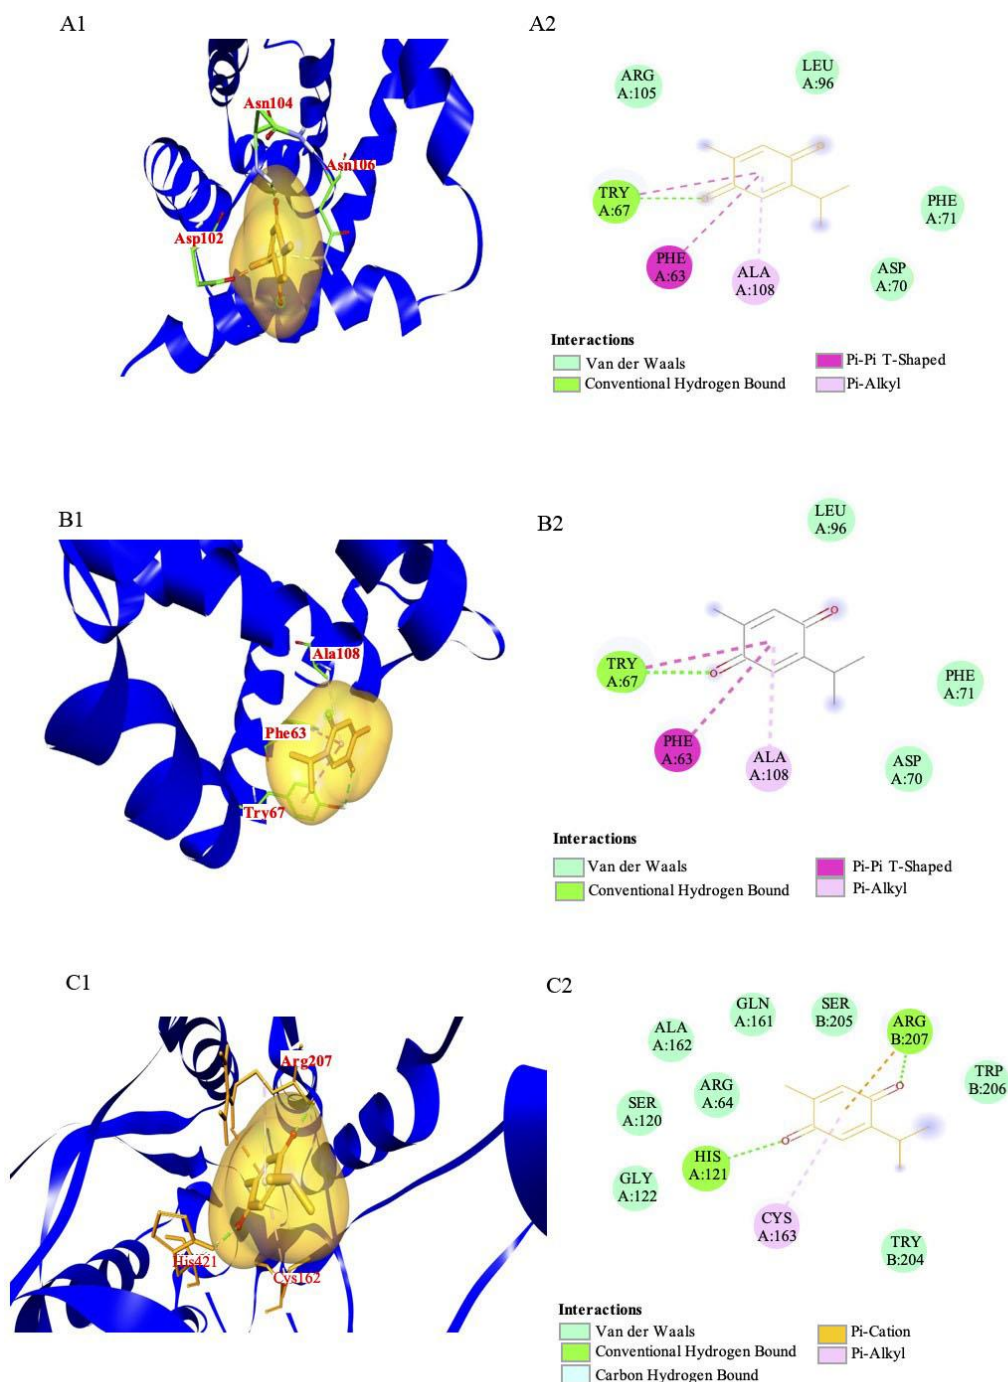 A1
Asn104
Asn106
Asp102
A2
LEU
A:96
ARG
A:105
TRY
A:67
PHE
A:71
PHE
A:63
ALA
A:108
ASP
A:70
Interactions
Van der Waals
Conventional Hydrogen Bound
Pi-Pi T-Shaped
Pi-Alkyl
B1
Ala108
Phe63
Try67
B2
LEU
A:96
TRY
A:67
PHE
A:71
PHE
A:63
ALA
A:108
ASP
A:70
O
O
Interactions
Van der Waals
Conventional Hydrogen Bound
Pi-Pi T-Shaped
Pi-Alkyl
C1
Arg207
His421
Cys162
C2
GLN
A:161
SER
B:205
ARG
B:207
ALA
A:162
TRP
B:206
ARG
A:64
SER
A:120
O
O
HIS
A:121
GLY
A:122
CYS
A:163
TRY
B:204
Interactions
Van der Waals
Conventional Hydrogen Bound
Carbon Hydrogen Bound
Pi-Cation
Pi-Alkyl